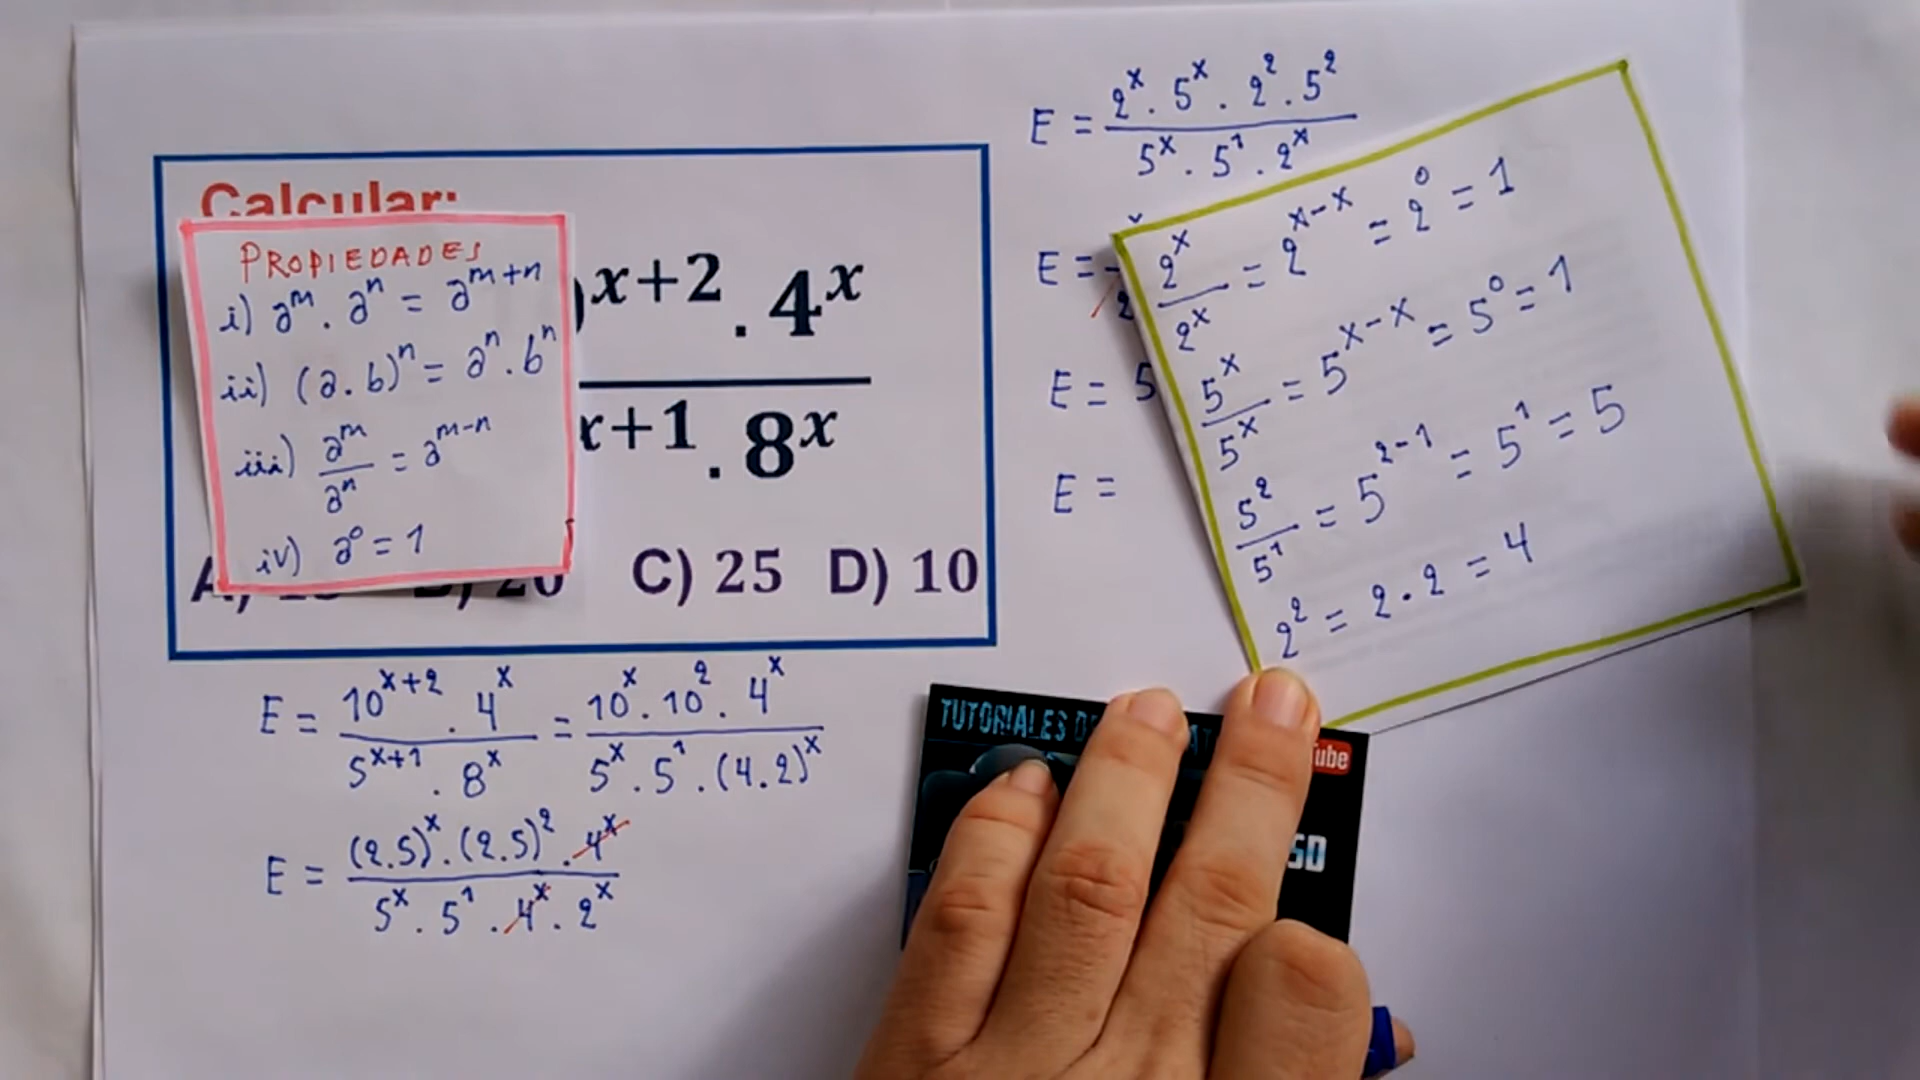 Calcular:
x+2 . 4^x
x+1 . 8^x
C) 25 D) 10
PROPIEDADES
i) a^m . a^n = a^{m+n}
ii) (a.b)^n = a^n . b^n
iii) a^m / a^n = a^{m-n}
iv) a^0 = 1
E = 10^{x+2} . 4^x / 5^{x+1} . 8^x = 10^x . 10^2 . 4^x / 5^x . 5^1 . (4.2)^x
E = (2.5)^x . (2.5)^2 . 4^x / 5^x . 5^1 . 4^x . 2^x
E = 2^x . 5^x . 2^2 . 5^2 / 5^x . 5^1 . 2^x
E =
E = 5
E =
2^x / 2^x = 2^{x-x} = 2^0 = 1
5^x / 5^x = 5^{x-x} = 5^0 = 1
5^2 / 5^1 = 5^{2-1} = 5^1 = 5
2^2 = 2 . 2 = 4
TUTORIALES